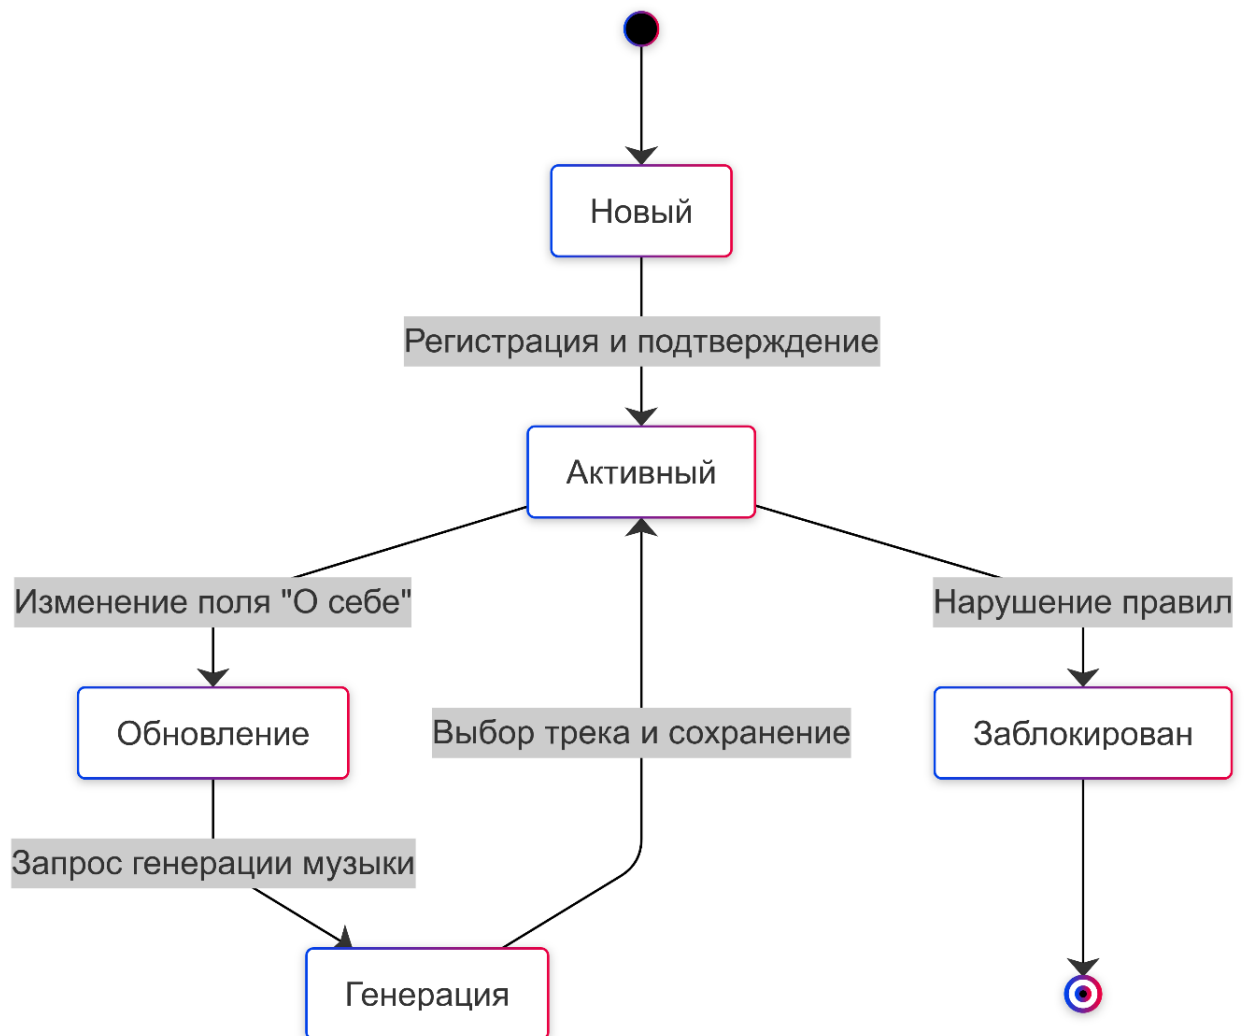 Новый
Регистрация и подтверждение
Активный
Изменение поля "О себе"
Нарушение правил
Обновление
Выбор трека и сохранение
Заблокирован
Запрос генерации музыки
Генерация